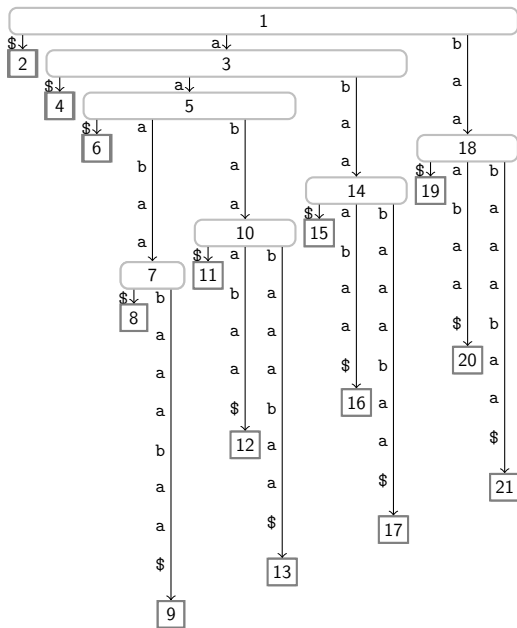 1
$ a b
2 3
$ a b a
4 5
$ a b a a
6 18
b a a $ a b
14 19
a a $ a b b a
10 15
a $ a b b a a a
7 11
$ b b a a a a a
8
a a a a a $ b
20
a a a $ b a
16
a $ b a a
12
b a a $
21
a a $
17
a $
13
$
9